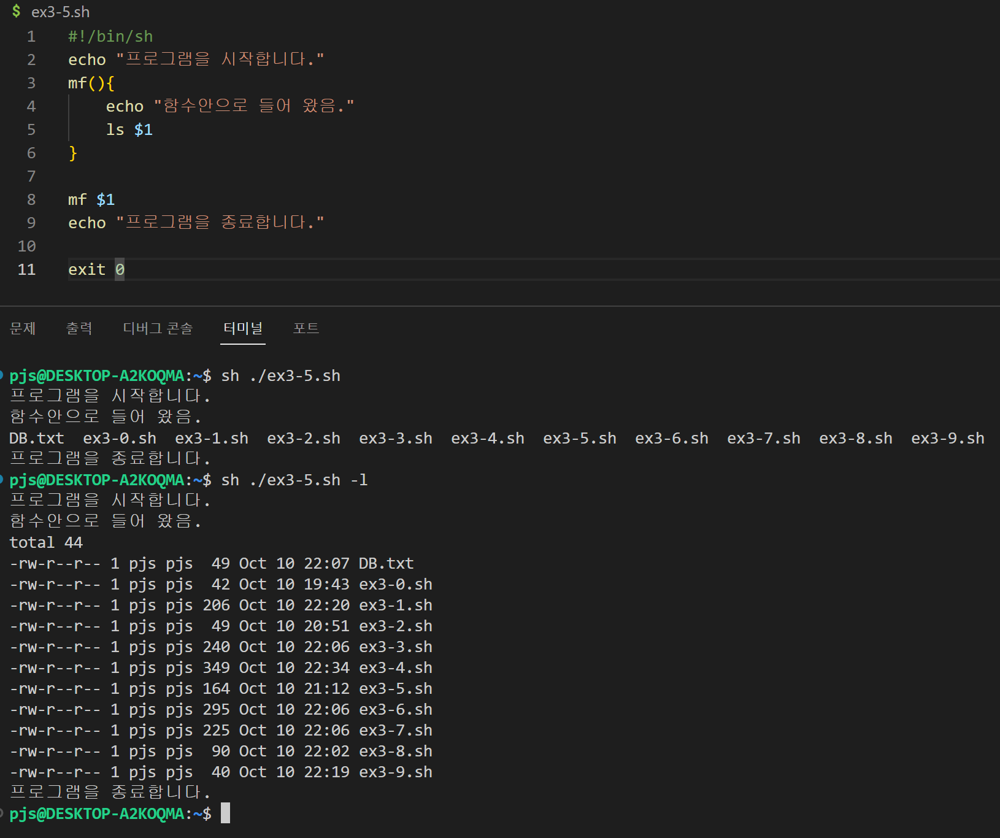 $ ex3-5.sh
1 #!/bin/sh
2 echo "프로그램을 시작합니다."
3 mf(){
4     echo "함수안으로 들어 왔음."
5     ls $1
6 }
7
8 mf $1
9 echo "프로그램을 종료합니다."
10
11 exit 0
문제 출력 디버그 콘솔 터미널 포트
pjs@DESKTOP-A2KOQMA:~$ sh ./ex3-5.sh
프로그램을 시작합니다.
함수안으로 들어 왔음.
DB.txt  ex3-0.sh  ex3-1.sh  ex3-2.sh  ex3-3.sh  ex3-4.sh  ex3-5.sh  ex3-6.sh  ex3-7.sh  ex3-8.sh  ex3-9.sh
프로그램을 종료합니다.
pjs@DESKTOP-A2KOQMA:~$ sh ./ex3-5.sh -l
프로그램을 시작합니다.
함수안으로 들어 왔음.
total 44
-rw-r--r-- 1 pjs pjs  49 Oct 10 22:07 DB.txt
-rw-r--r-- 1 pjs pjs  42 Oct 10 19:43 ex3-0.sh
-rw-r--r-- 1 pjs pjs 206 Oct 10 22:20 ex3-1.sh
-rw-r--r-- 1 pjs pjs  49 Oct 10 20:51 ex3-2.sh
-rw-r--r-- 1 pjs pjs 240 Oct 10 22:06 ex3-3.sh
-rw-r--r-- 1 pjs pjs 349 Oct 10 22:34 ex3-4.sh
-rw-r--r-- 1 pjs pjs 164 Oct 10 21:12 ex3-5.sh
-rw-r--r-- 1 pjs pjs 295 Oct 10 22:06 ex3-6.sh
-rw-r--r-- 1 pjs pjs 225 Oct 10 22:06 ex3-7.sh
-rw-r--r-- 1 pjs pjs  90 Oct 10 22:02 ex3-8.sh
-rw-r--r-- 1 pjs pjs  40 Oct 10 22:19 ex3-9.sh
프로그램을 종료합니다.
pjs@DESKTOP-A2KOQMA:~$